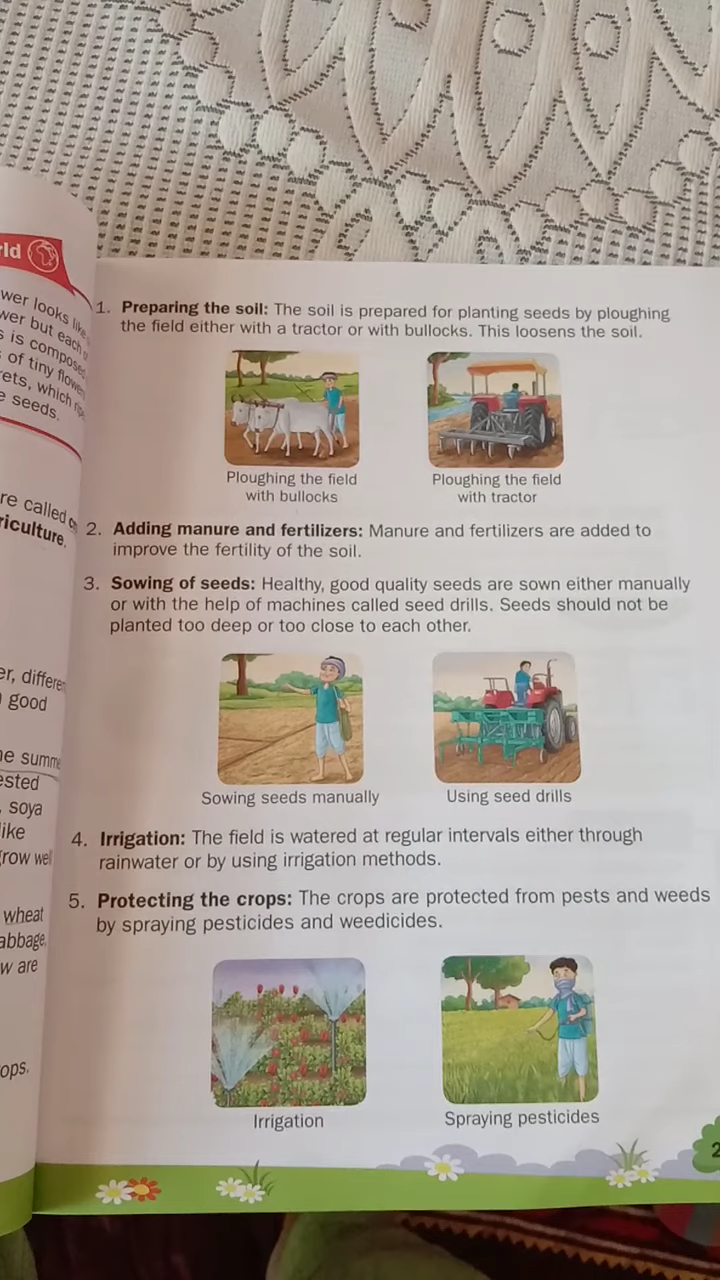 rld
wer looks like
wer but each
s is compose
of tiny flowe
ets, which
e seeds.
re called
riculture.
er, differen
good
e summe
ested
soya
like
row well
wheat
abbage,
w are
ops.
1. Preparing the soil: The soil is prepared for planting seeds by ploughing
the field either with a tractor or with bullocks. This loosens the soil.
Ploughing the field
with bullocks
Ploughing the field
with tractor
2. Adding manure and fertilizers: Manure and fertilizers are added to
improve the fertility of the soil.
3. Sowing of seeds: Healthy, good quality seeds are sown either manually
or with the help of machines called seed drills. Seeds should not be
planted too deep or too close to each other.
Sowing seeds manually
Using seed drills
4. Irrigation: The field is watered at regular intervals either through
rainwater or by using irrigation methods.
5. Protecting the crops: The crops are protected from pests and weeds
by spraying pesticides and weedicides.
Irrigation
Spraying pesticides
2